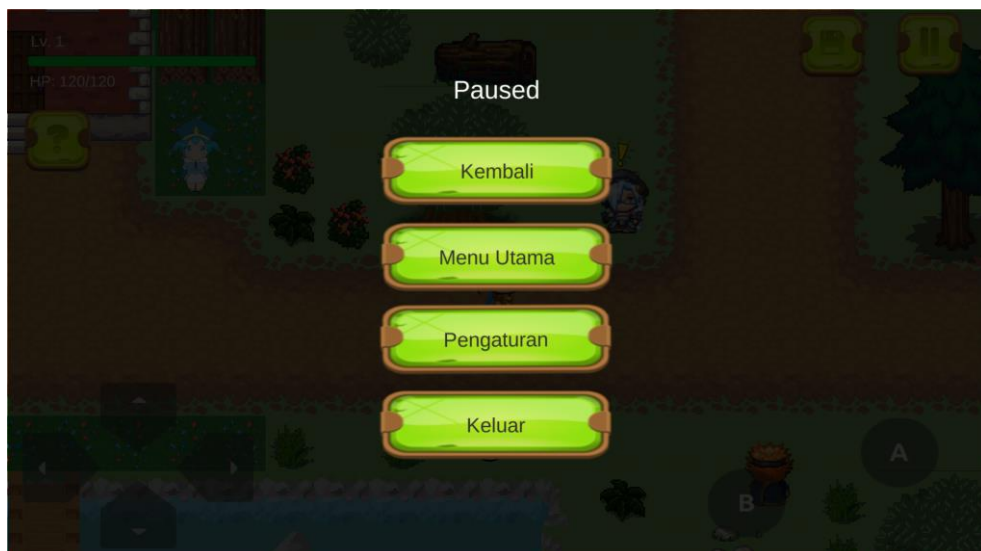 Lv. 1
HP: 120/120
?
Paused
Kembali
!
Menu Utama
Pengaturan
Keluar
A
B